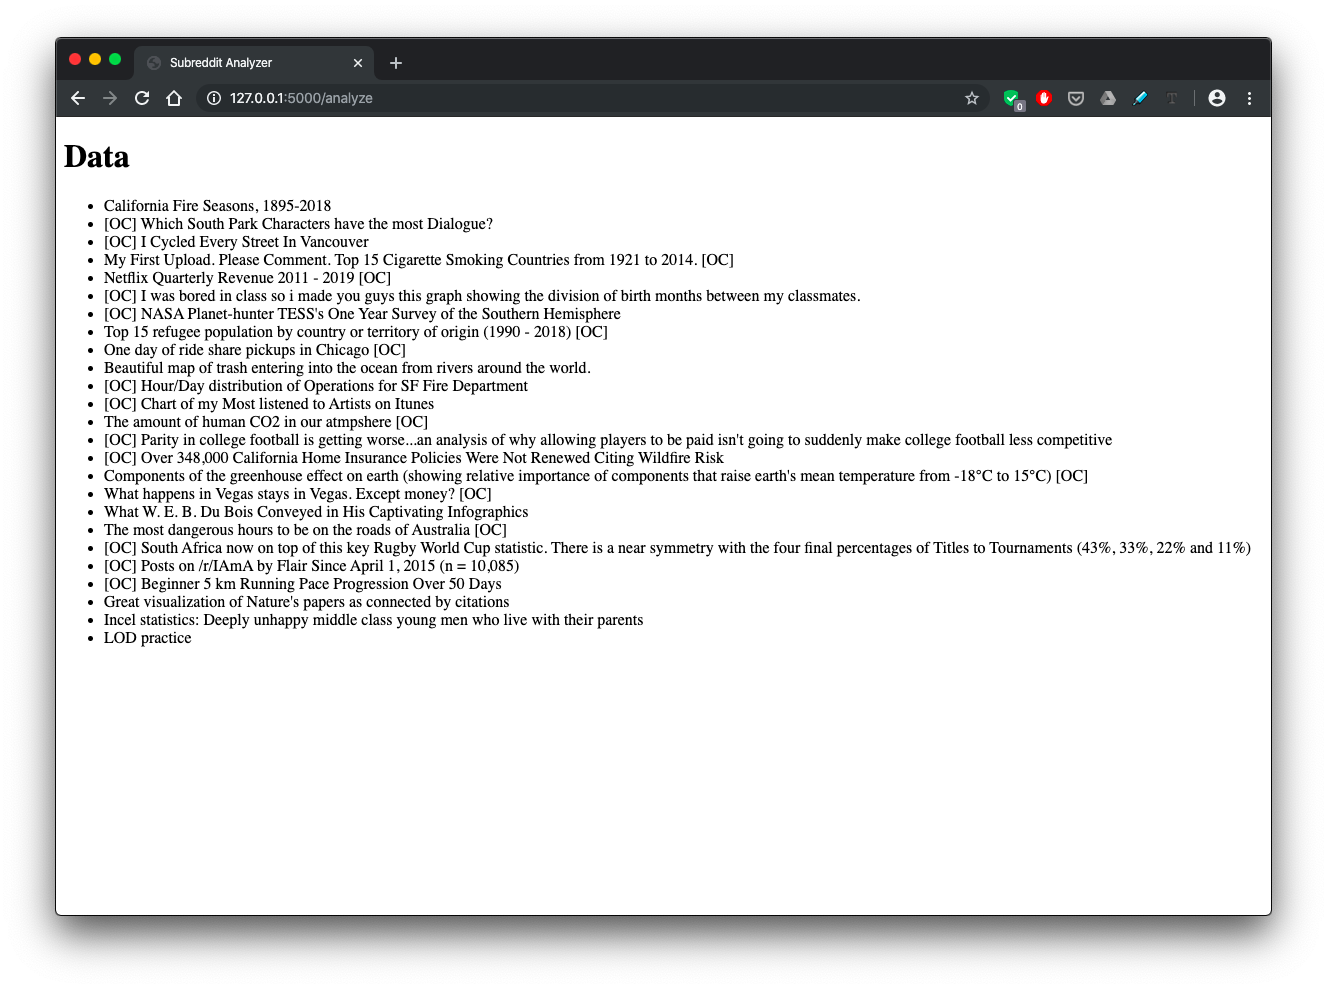 Subreddit Analyzer
127.0.0.1:5000/analyze
0
T
Data
California Fire Seasons, 1895-2018
[OC] Which South Park Characters have the most Dialogue?
[OC] I Cycled Every Street In Vancouver
My First Upload. Please Comment. Top 15 Cigarette Smoking Countries from 1921 to 2014. [OC]
Netflix Quarterly Revenue 2011 - 2019 [OC]
[OC] I was bored in class so i made you guys this graph showing the division of birth months between my classmates.
[OC] NASA Planet-hunter TESS's One Year Survey of the Southern Hemisphere
Top 15 refugee population by country or territory of origin (1990 - 2018) [OC]
One day of ride share pickups in Chicago [OC]
Beautiful map of trash entering into the ocean from rivers around the world.
[OC] Hour/Day distribution of Operations for SF Fire Department
[OC] Chart of my Most listened to Artists on Itunes
The amount of human CO2 in our atmpshere [OC]
[OC] Parity in college football is getting worse...an analysis of why allowing players to be paid isn't going to suddenly make college football less competitive
[OC] Over 348,000 California Home Insurance Policies Were Not Renewed Citing Wildfire Risk
Components of the greenhouse effect on earth (showing relative importance of components that raise earth's mean temperature from -18°C to 15°C) [OC]
What happens in Vegas stays in Vegas. Except money? [OC]
What W. E. B. Du Bois Conveyed in His Captivating Infographics
The most dangerous hours to be on the roads of Australia [OC]
[OC] South Africa now on top of this key Rugby World Cup statistic. There is a near symmetry with the four final percentages of Titles to Tournaments (43%, 33%, 22% and 11%)
[OC] Posts on /r/IAmA by Flair Since April 1, 2015 (n = 10,085)
[OC] Beginner 5 km Running Pace Progression Over 50 Days
Great visualization of Nature's papers as connected by citations
Incel statistics: Deeply unhappy middle class young men who live with their parents
LOD practice